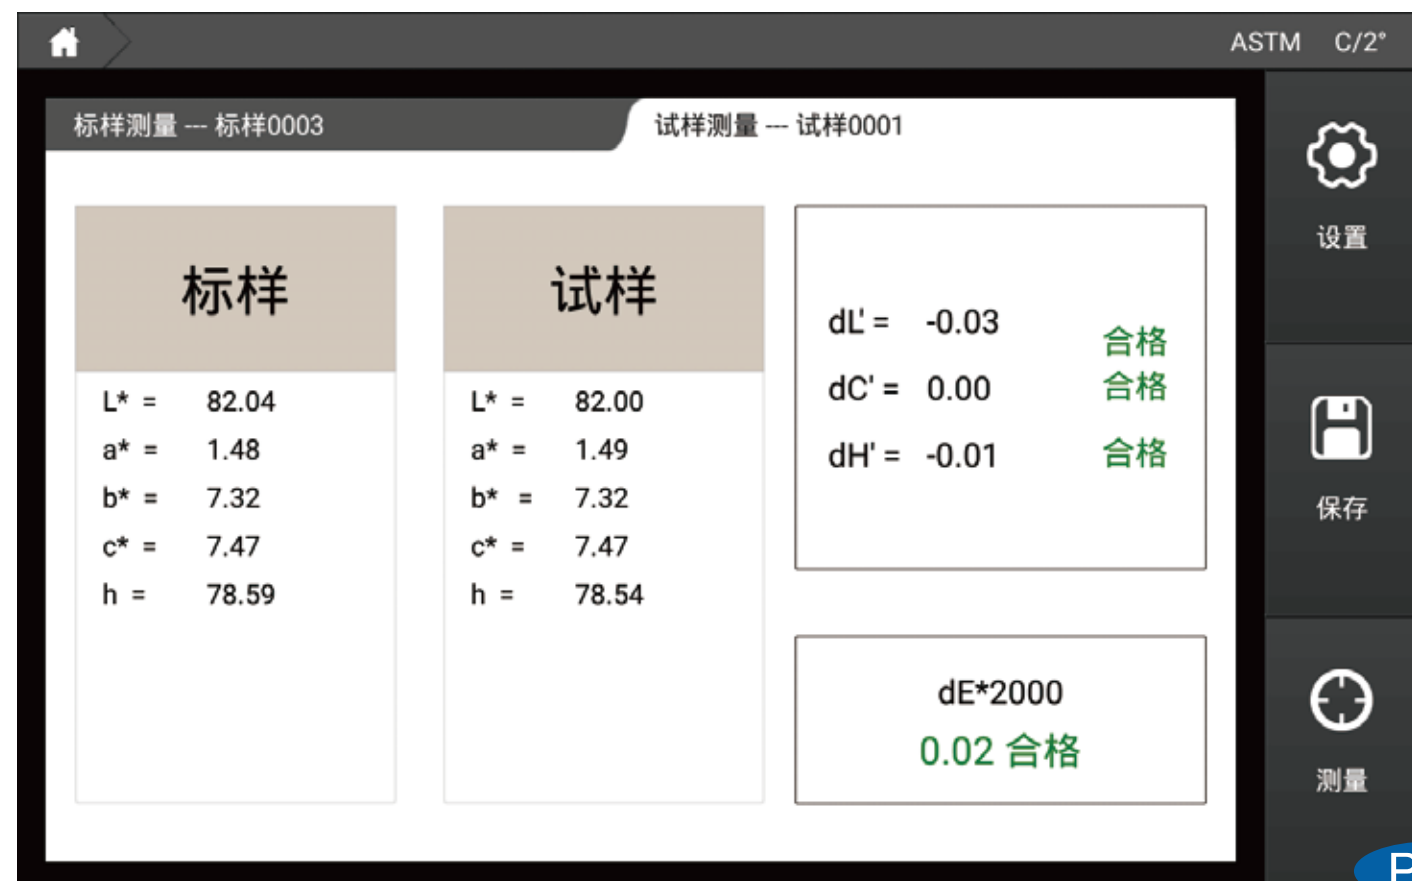 ASTM C/2°
标样测量 --- 标样0003
试样测量 --- 试样0001
标样
L* = 82.04
a* = 1.48
b* = 7.32
c* = 7.47
h = 78.59
试样
L* = 82.00
a* = 1.49
b* = 7.32
c* = 7.47
h = 78.54
dL' = -0.03 合格
dC' = 0.00 合格
dH' = -0.01 合格
dE*2000
0.02 合格
设置
保存
测量